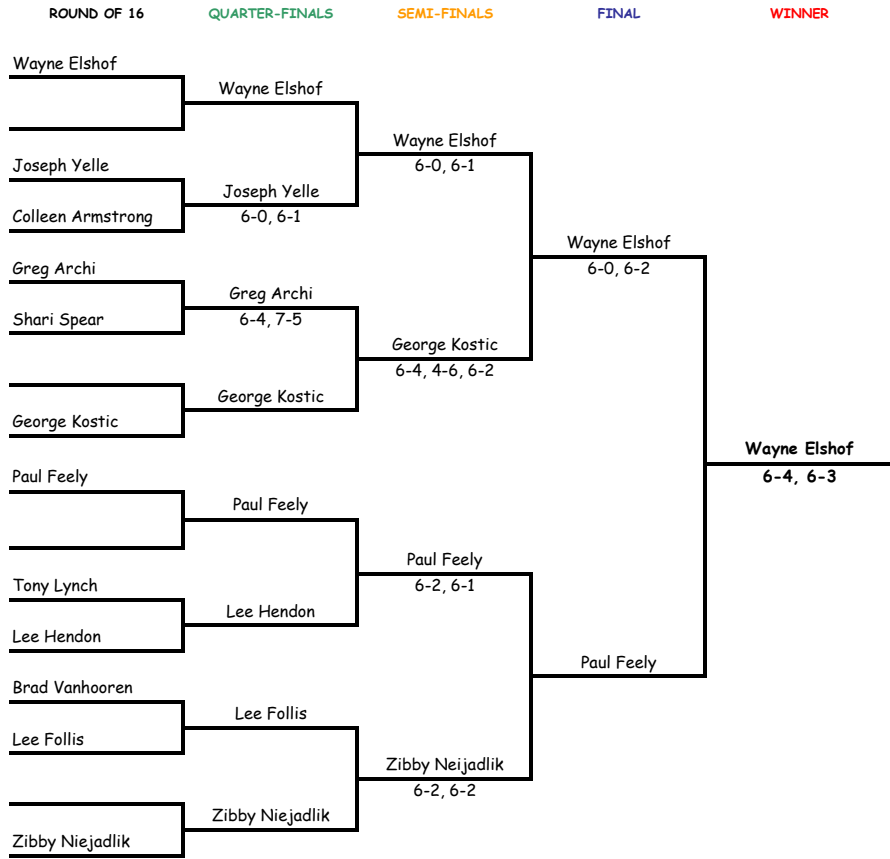 ROUND OF 16 QUARTER-FINALS SEMI-FINALS FINAL WINNER
Wayne Elshof
Wayne Elshof
Wayne Elshof
6-0, 6-1
Joseph Yelle
Joseph Yelle
6-0, 6-1
Colleen Armstrong
Wayne Elshof
6-0, 6-2
Greg Archi
Greg Archi
6-4, 7-5
Shari Spear
George Kostic
6-4, 4-6, 6-2
George Kostic
George Kostic
Wayne Elshof
6-4, 6-3
Paul Feely
Paul Feely
Paul Feely
6-2, 6-1
Tony Lynch
Lee Hendon
Lee Hendon
Paul Feely
Brad Vanhooren
Lee Follis
Lee Follis
Zibby Neijadlik
6-2, 6-2
Zibby Niejadlik
Zibby Niejadlik